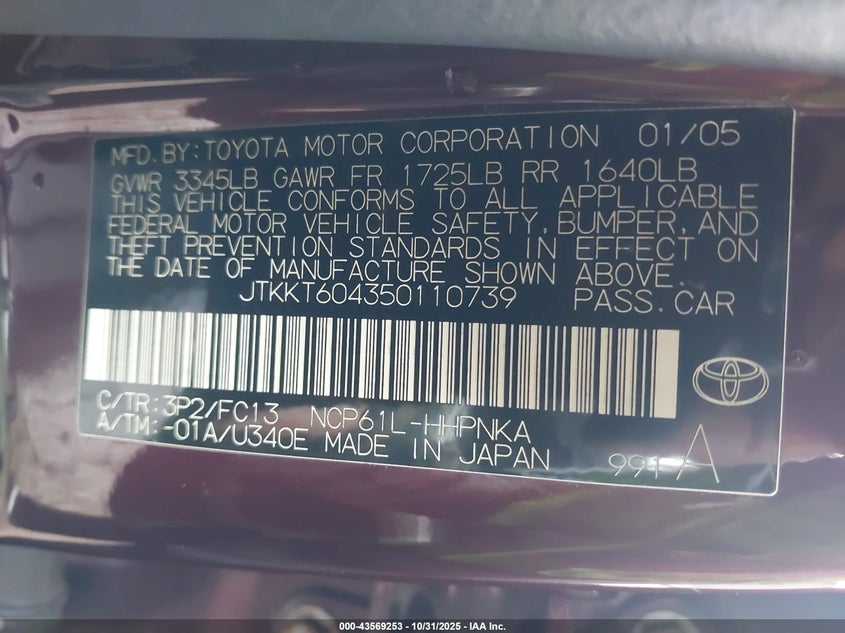 MFD.BY:TOYOTA MOTOR CORPORATION 01/05
GVWR 3345LB GAWR FR 1725LB RR 1640LB
THIS VEHICLE CONFORMS TO ALL APPLICABLE
FEDERAL MOTOR VEHICLE SAFETY,BUMPER,AND
THEFT PREVENTION STANDARDS IN EFFECT ON
THE DATE OF MANUFACTURE SHOWN ABOVE.
JTKKT604350110739 PASS.CAR
C/TR:3P2/FC13 NCP61L-HHPNKA
A/TM:-01A/U340E MADE IN JAPAN 991 A
000-43569253 - 10/31/2025 - IAA Inc.